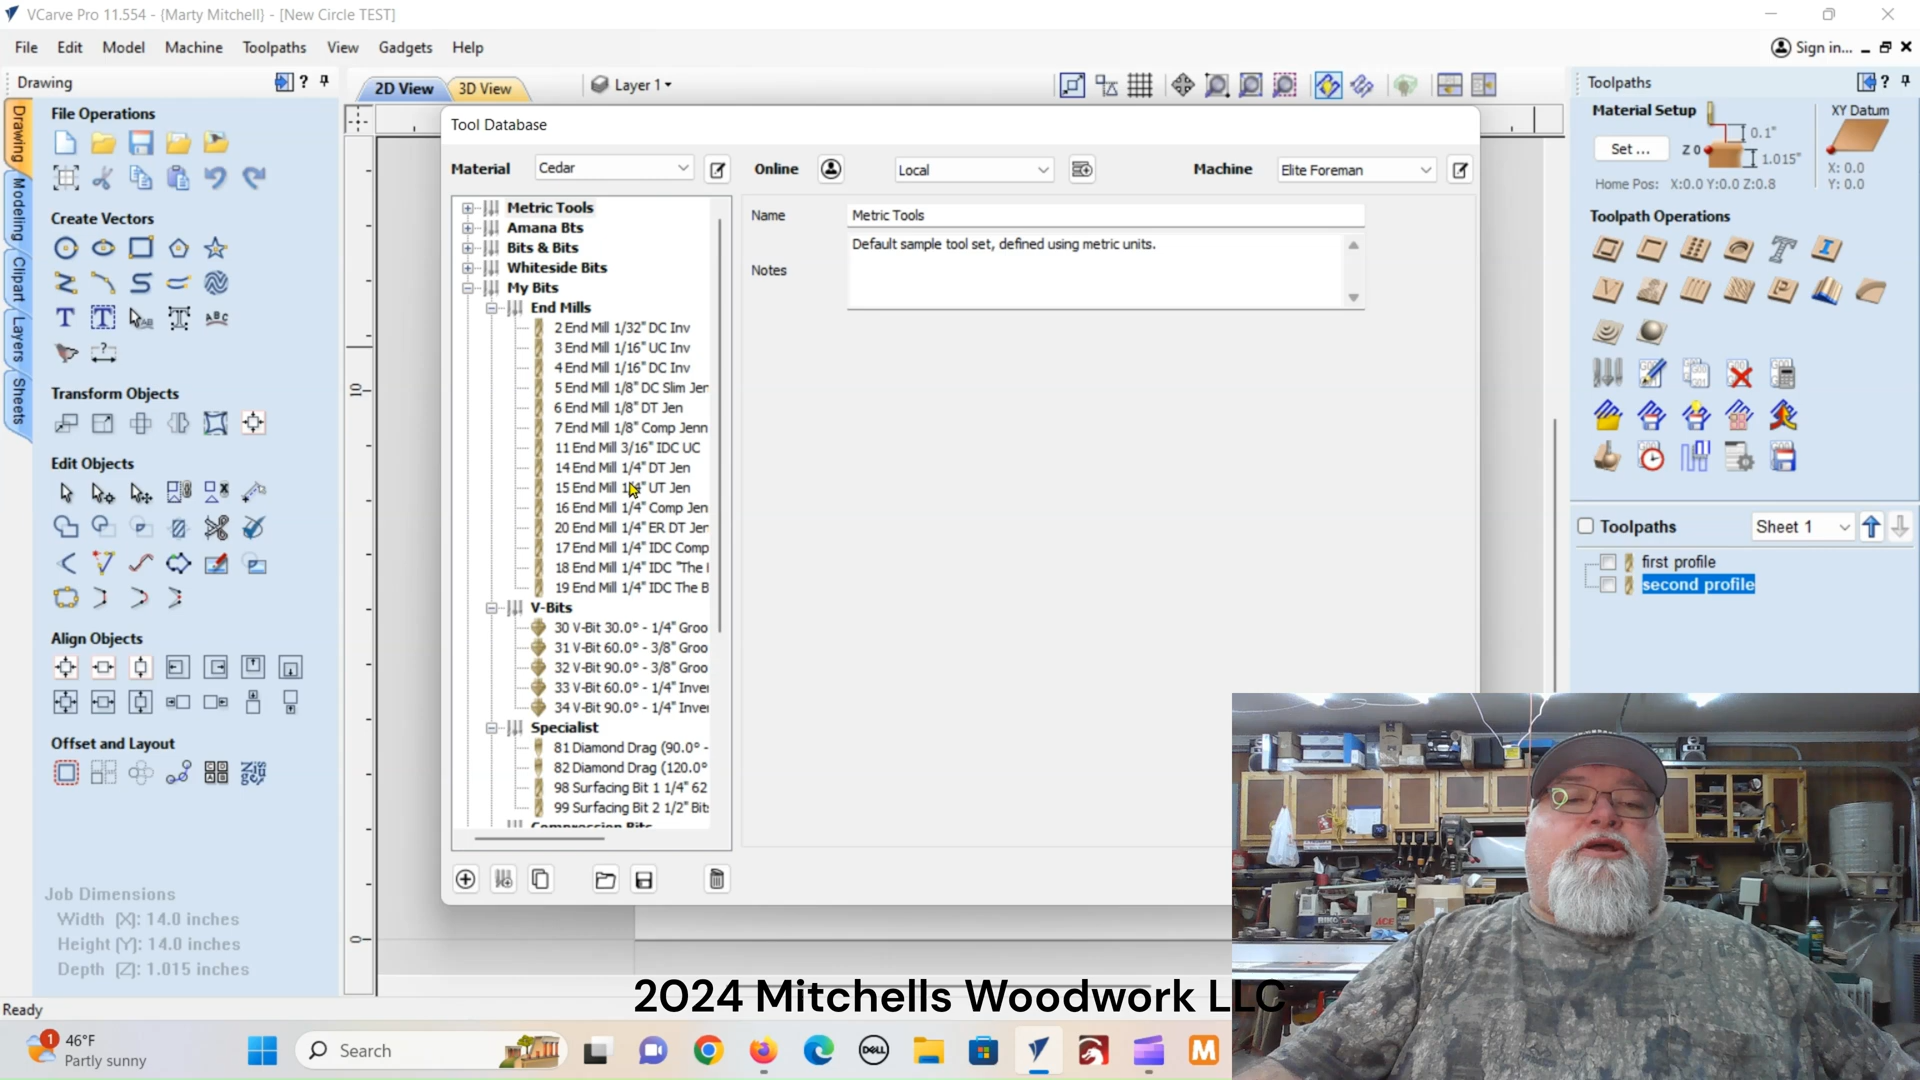 VCarve Pro 11.554 - {Marty Mitchell} - [New Circle TEST]
File Edit Model Machine Toolpaths View Gadgets Help
Sign in...
Drawing
2D View
3D View
Layer 1
Toolpaths
Drawing
Modeling
Clipart
Layers
Sheets
File Operations
Create Vectors
Transform Objects
Edit Objects
Align Objects
Offset and Layout
Job Dimensions
Width (X): 14.0 inches
Height (Y): 14.0 inches
Depth (Z): 1.015 inches
Ready
10
0
Tool Database
Material Cedar
Online
Local
Machine Elite Foreman
Metric Tools
Amana Bts
Bits & Bits
Whiteside Bits
My Bits
End Mills
2 End Mill 1/32" DC Inv
3 End Mill 1/16" UC Inv
4 End Mill 1/16" DC Inv
5 End Mill 1/8" DC Slim Jer
6 End Mill 1/8" DT Jen
7 End Mill 1/8" Comp Jenn
11 End Mill 3/16" IDC UC
14 End Mill 1/4" DT Jen
15 End Mill 1/4" UT Jen
16 End Mill 1/4" Comp Jen
20 End Mill 1/4" ER DT Jer
17 End Mill 1/4" IDC Comp
18 End Mill 1/4" IDC "The
19 End Mill 1/4" IDC The B
V-Bits
30 V-Bit 30.0° - 1/4" Groo
31 V-Bit 60.0° - 3/8" Groo
32 V-Bit 90.0° - 3/8" Groo
33 V-Bit 60.0° - 1/4" Inver
34 V-Bit 90.0° - 1/4" Inver
Specialist
81 Diamond Drag (90.0° -
82 Diamond Drag (120.0°
98 Surfacing Bit 1 1/4" 62
99 Surfacing Bit 2 1/2" Bit
Compression Bits
Name Metric Tools
Notes
Default sample tool set, defined using metric units.
Material Setup
Set ...
Z 0
0.1"
1.015"
XY Datum
X: 0.0
Y: 0.0
Home Pos: X:0.0 Y:0.0 Z:0.8
Toolpath Operations
Toolpaths
Sheet 1
first profile
second profile
ACE
2024 Mitchells Woodwork LLC
1
46°F
Partly sunny
Search
DELL
M